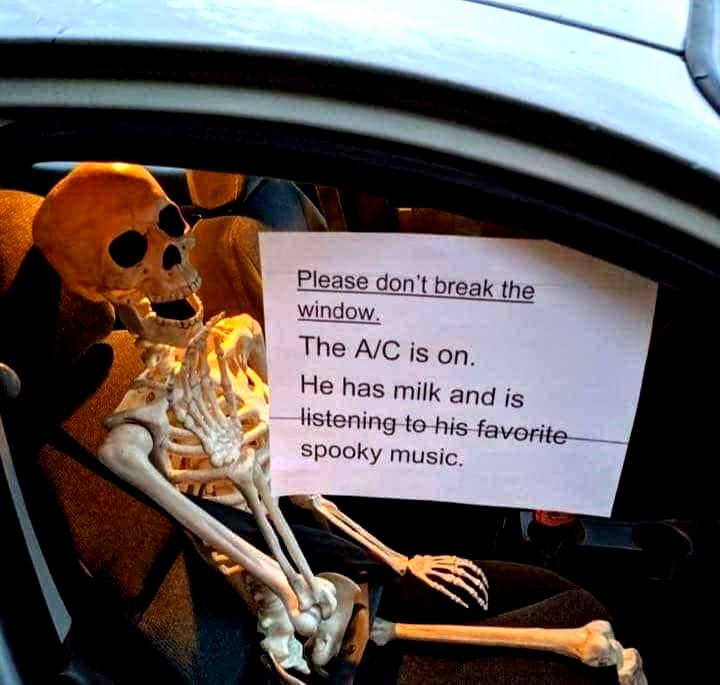 Please don't break the
window.
The A/C is on.
He has milk and is
listening to his favorite
spooky music.